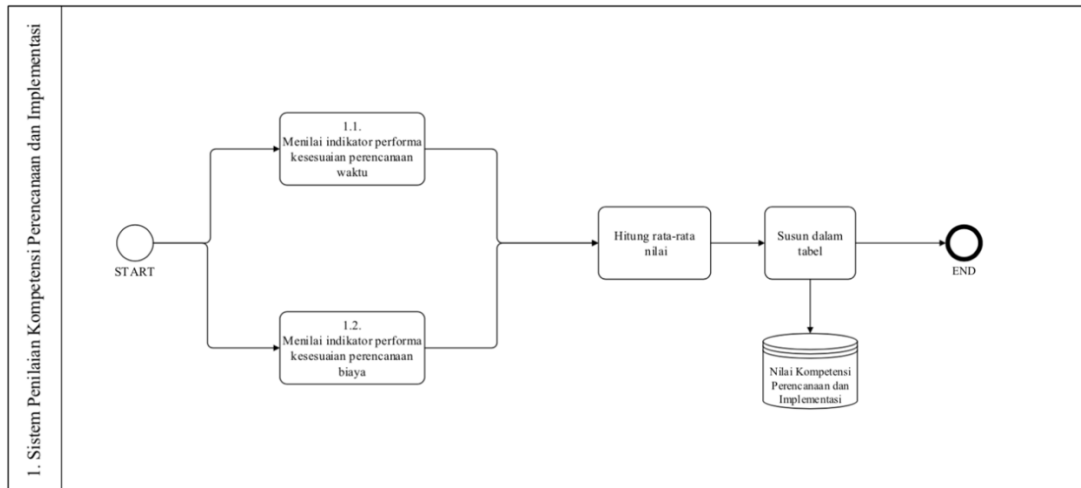 1. Sistem Penilaian Kompetensi Perencanaan dan Implementasi
START
1.1.
Menilai indikator performa
kesesuaian perencanaan
waktu
1.2.
Menilai indikator performa
kesesuaian perencanaan
biaya
Hitung rata-rata
nilai
Susun dalam
tabel
Nilai Kompetensi
Perencanaan dan
Implementasi
END